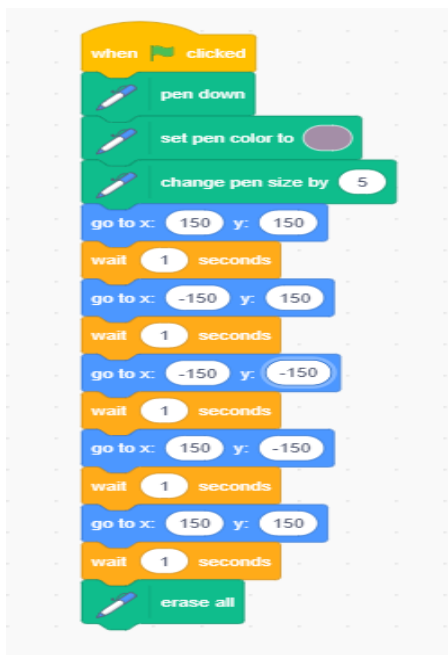 when clicked
pen down
set pen color to
change pen size by 5
go to x: 150 y: 150
wait 1 seconds
go to x: -150 y: 150
wait 1 seconds
go to x: -150 y: -150
wait 1 seconds
go to x: 150 y: -150
wait 1 seconds
go to x: 150 y: 150
wait 1 seconds
erase all